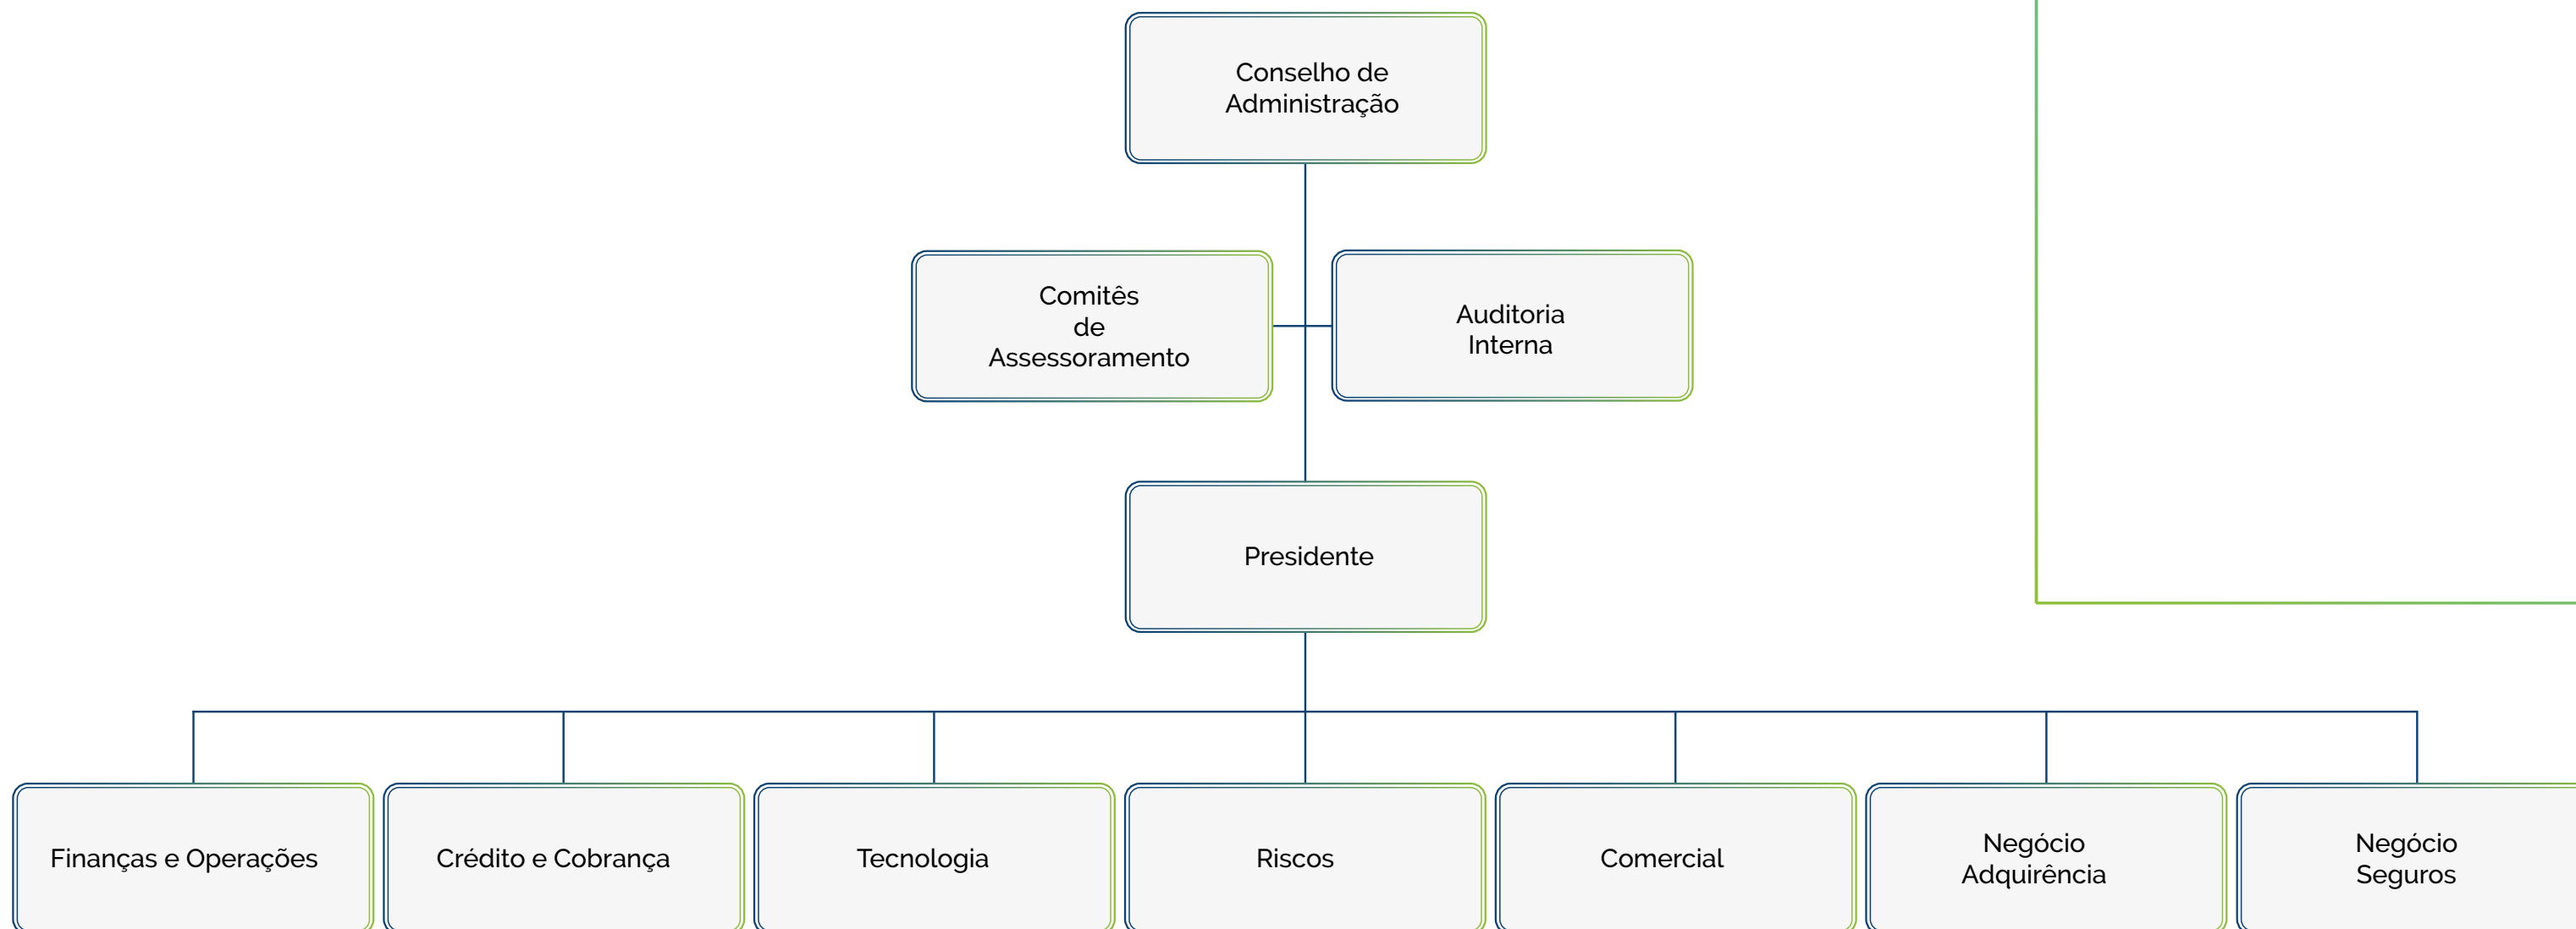 Conselho de
Administração
Comitês
de
Assessoramento
Auditoria
Interna
Presidente
Finanças e Operações
Crédito e Cobrança
Tecnologia
Riscos
Comercial
Negócio
Adquirência
Negócio
Seguros